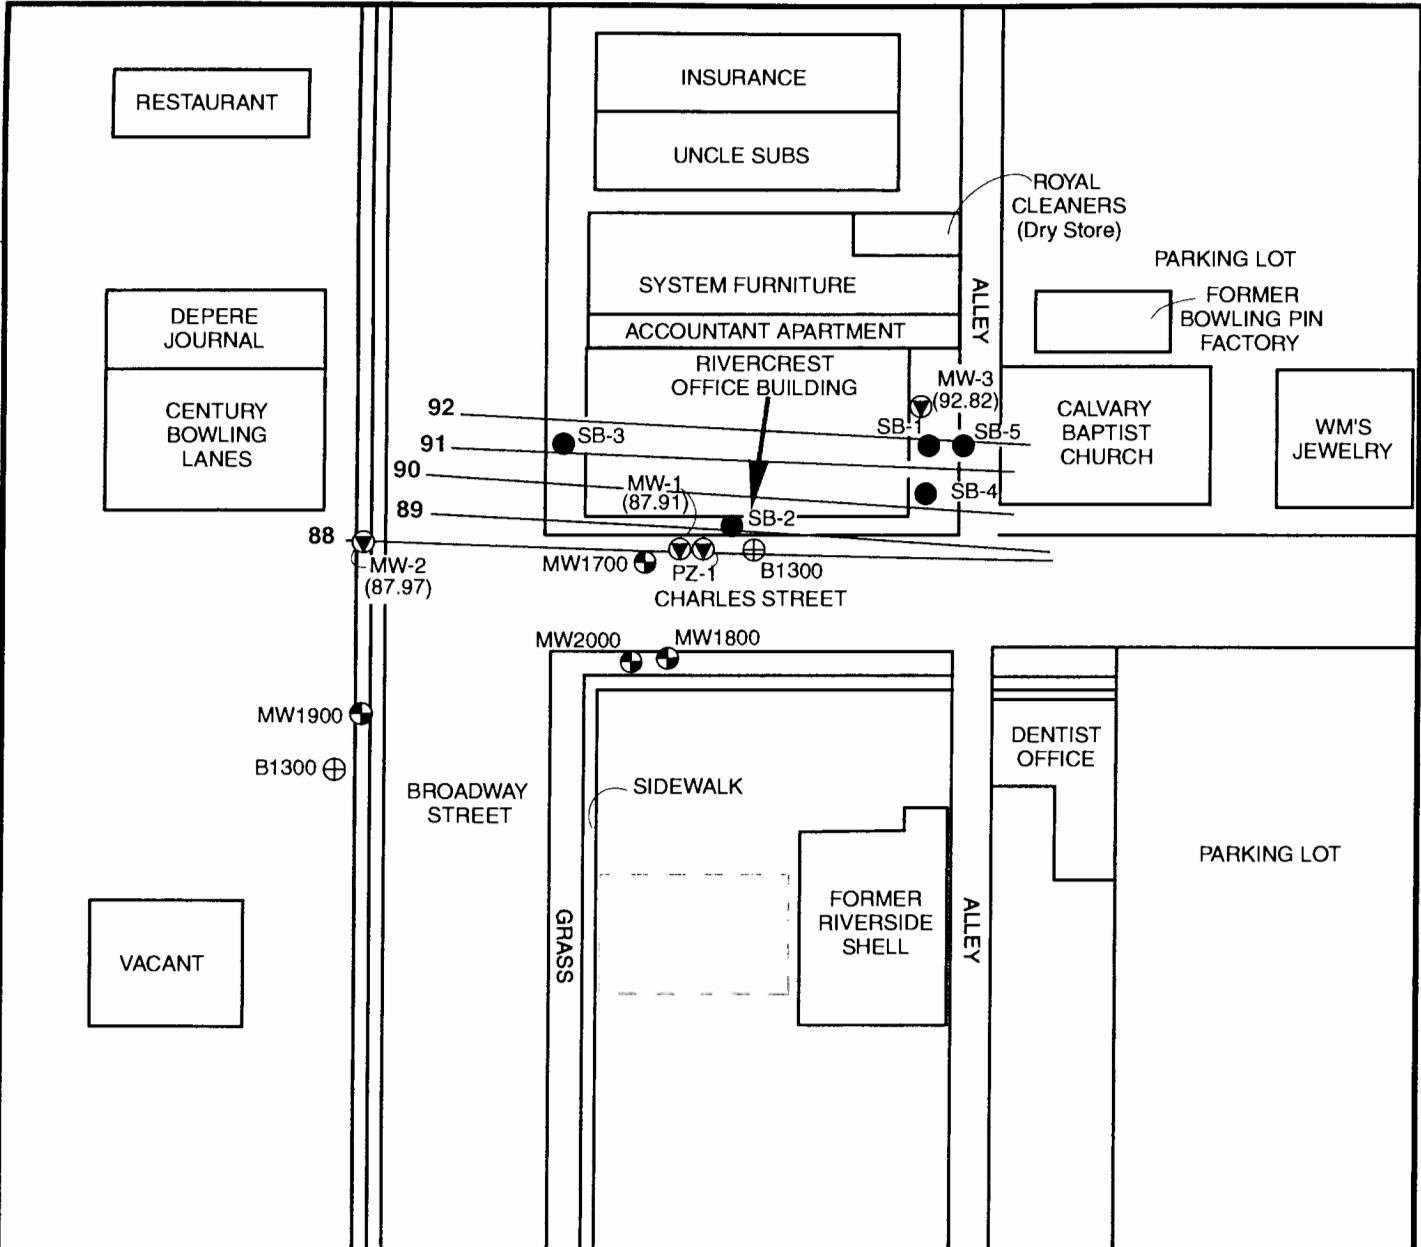 INSURANCE
UNCLE SUBS
RESTAURANT
ROYAL
CLEANERS
(Dry Store)
PARKING LOT
SYSTEM FURNITURE
ALLEY
FORMER
BOWLING PIN
FACTORY
DEPERE
JOURNAL
ACCOUNTANT APARTMENT
RIVERCREST
OFFICE BUILDING
MW-3
(92.82)
CENTURY
BOWLING
LANES
92
91
90
89
88
SB-3
SB-1
SB-5
SB-4
CALVARY
BAPTIST
CHURCH
WM'S
JEWELRY
MW-1
(87.91)
SB-2
MW-2
(87.97)
MW1700
PZ-1
B1300
CHARLES STREET
MW2000
MW1800
MW1900
B1300
DENTIST
OFFICE
BROADWAY
STREET
SIDEWALK
PARKING LOT
GRASS
FORMER
RIVERSIDE
SHELL
ALLEY
VACANT